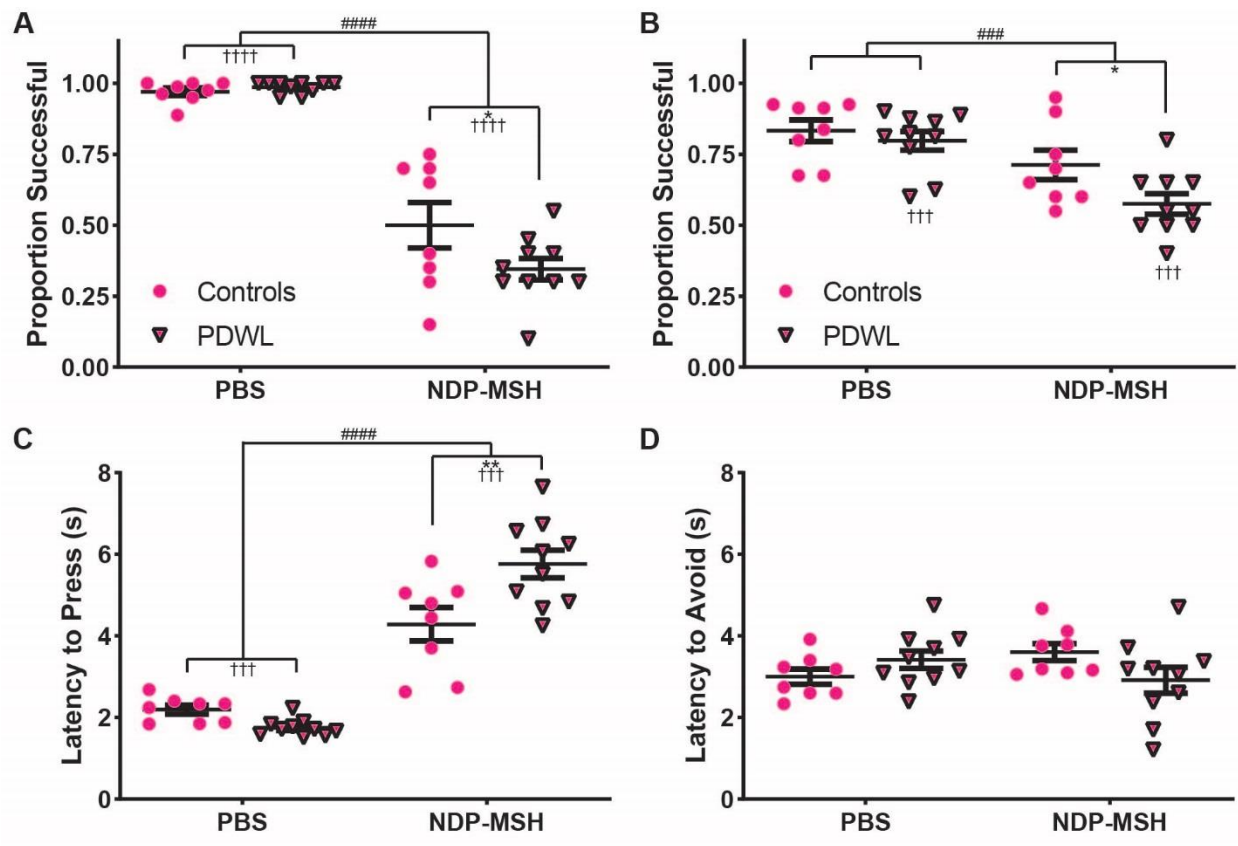 A
####
††††
*
††††
Proportion Successful
1.00
0.75
0.50
0.25
0.00
Controls
PDWL
PBS
NDP-MSH
B
###
*
†††
†††
Proportion Successful
1.00
0.75
0.50
0.25
0.00
Controls
PDWL
PBS
NDP-MSH
C
####
**
†††
†††
Latency to Press (s)
8
6
4
2
0
PBS
NDP-MSH
D
Latency to Avoid (s)
8
6
4
2
0
PBS
NDP-MSH